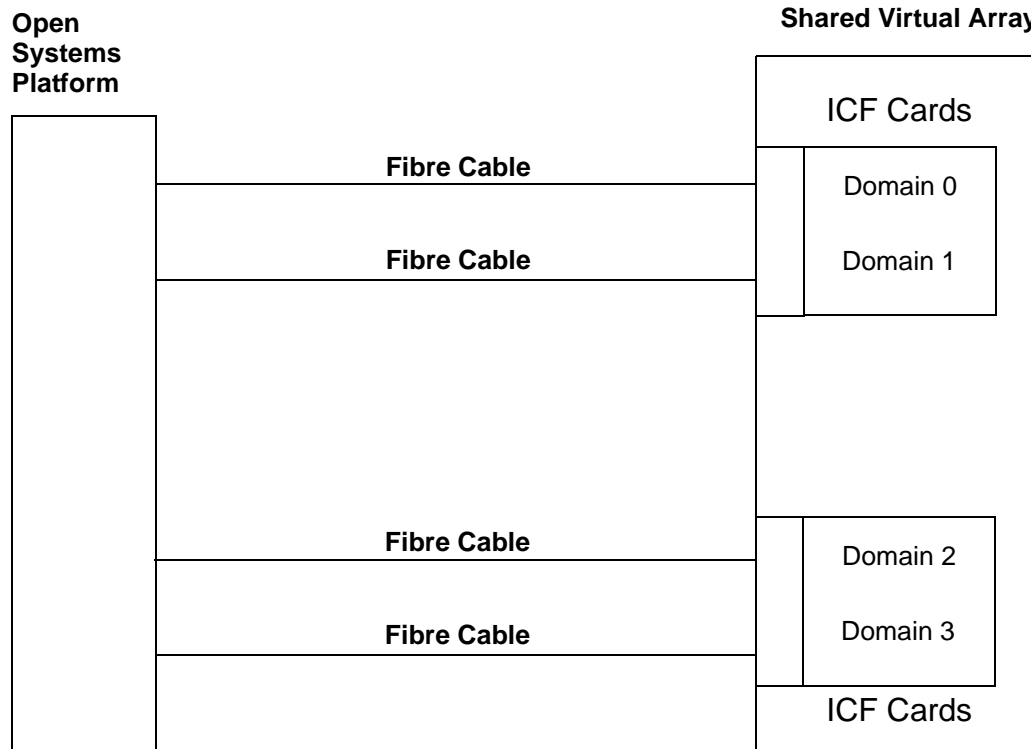 Open
Systems
Platform
Shared Virtual Array
ICF Cards
Fibre Cable
Domain 0
Fibre Cable
Domain 1
Fibre Cable
Domain 2
Fibre Cable
Domain 3
ICF Cards